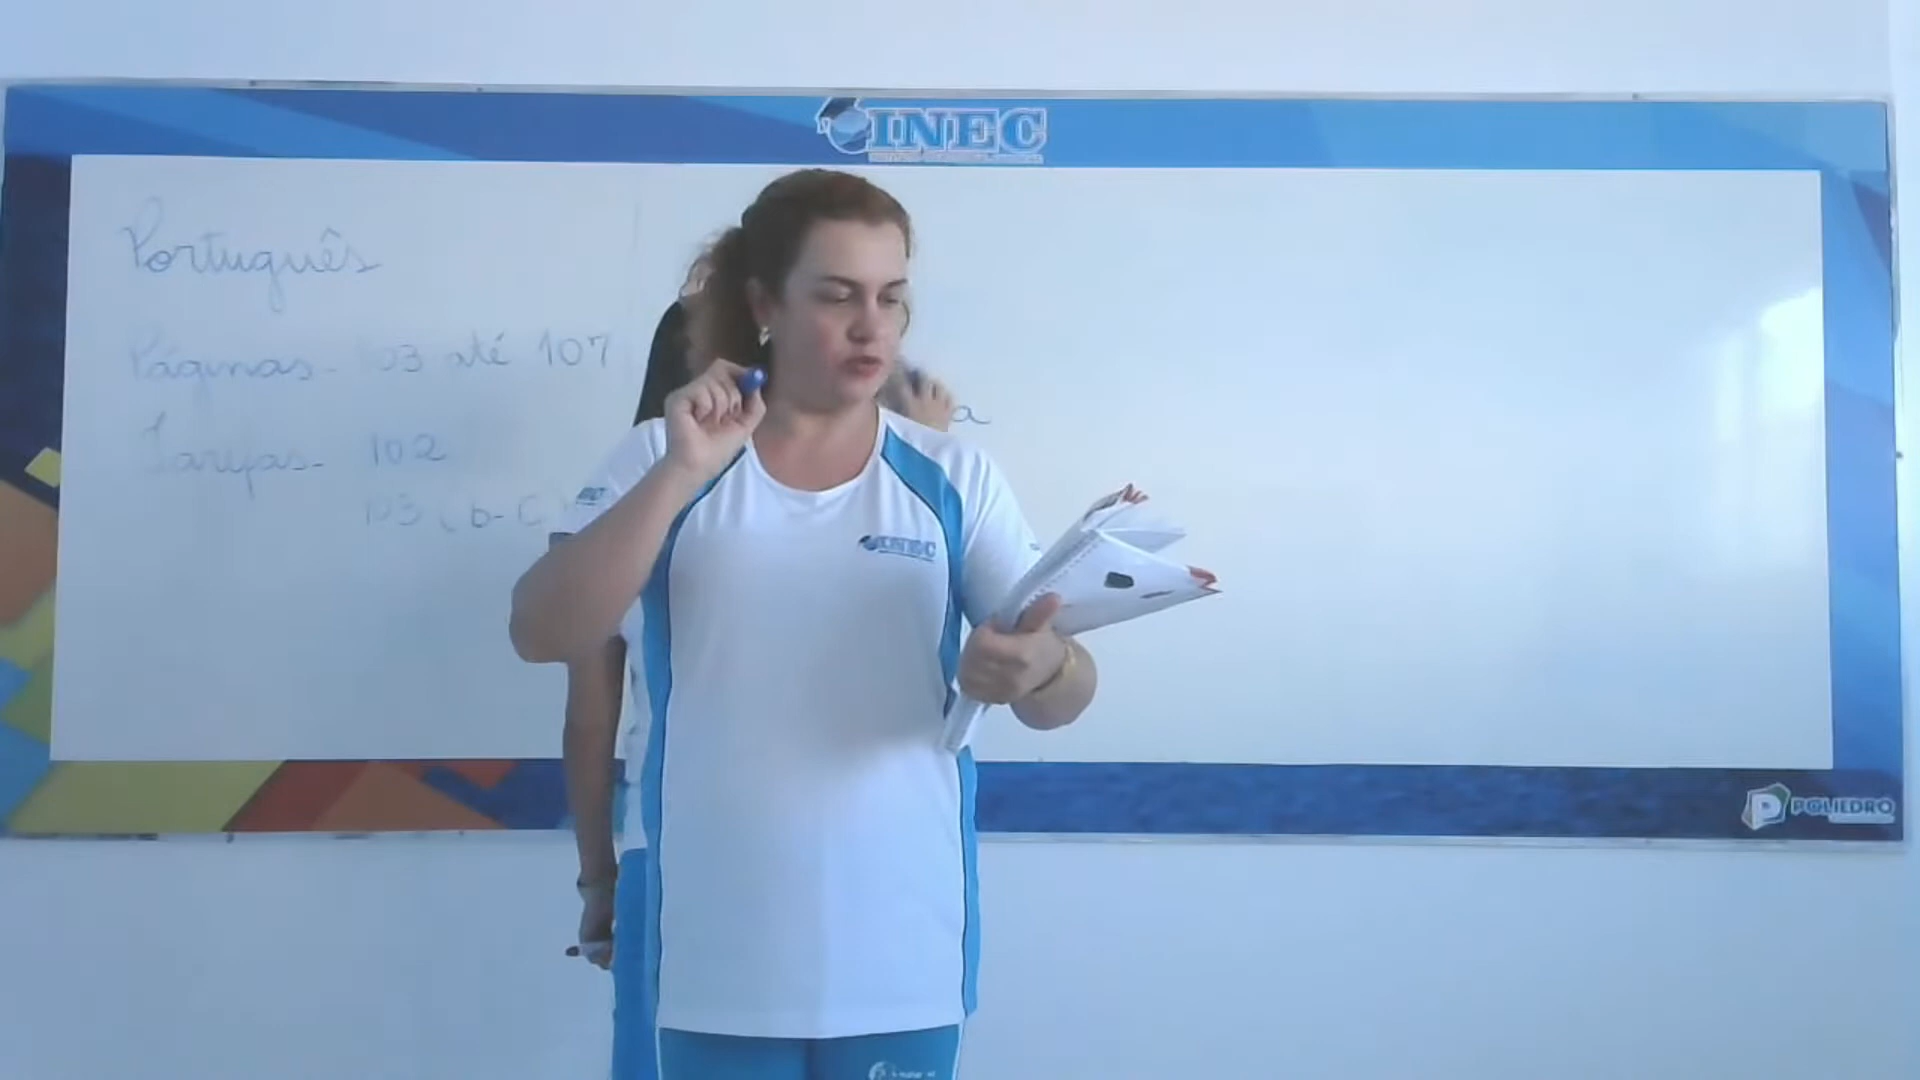 INEC
Português
Páginas - 103 até 107
Tarefas - 102
103 (b-c)
a
INEC
POLIEDRO